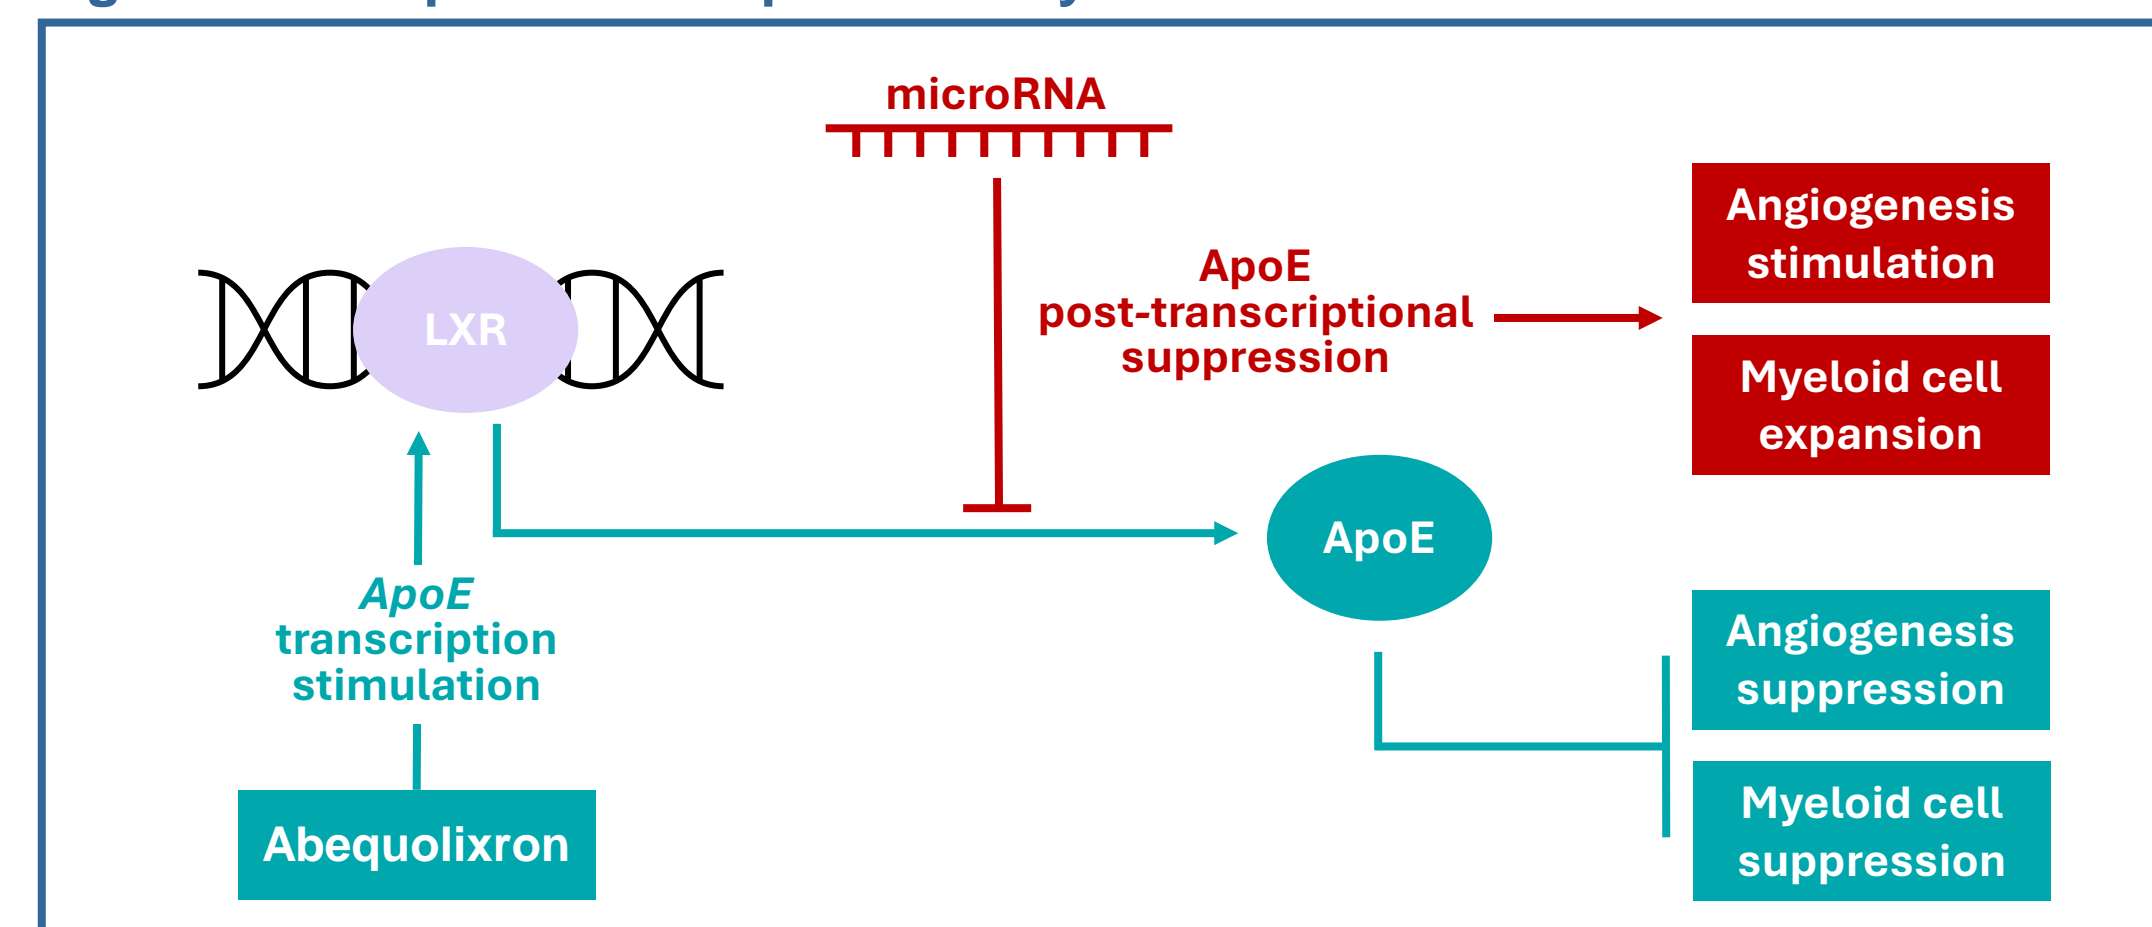 microRNA
Angiogenesis
stimulation
ApoE
post-transcriptional
suppression
LXR
Myeloid cell
expansion
ApoE
ApoE
transcription
stimulation
Angiogenesis
suppression
Abequolixron
Myeloid cell
suppression